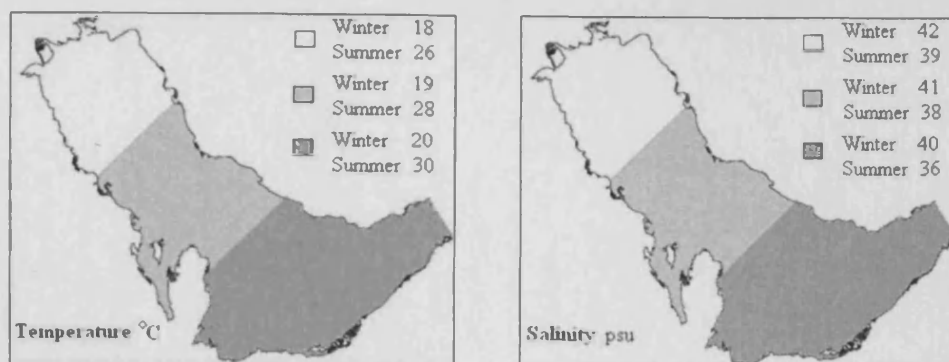 Winter 18
Summer 26
Winter 19
Summer 28
Winter 20
Summer 30
Temperature °C
Winter 42
Summer 39
Winter 41
Summer 38
Winter 40
Summer 36
Salinity psu